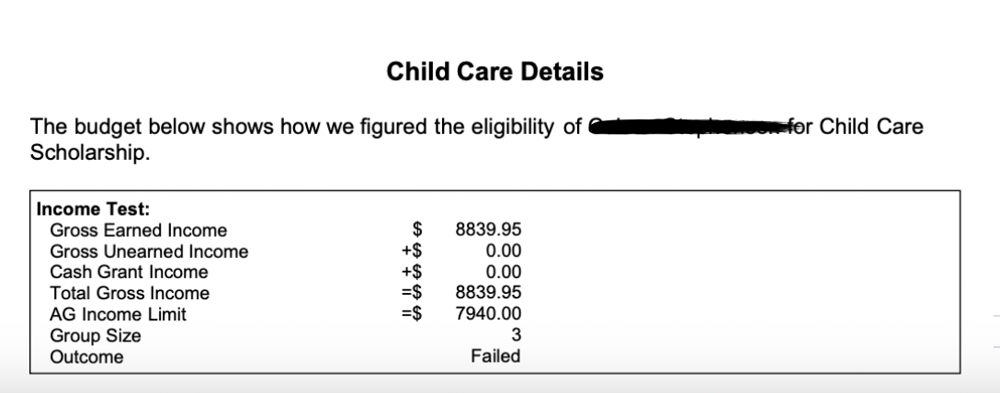 Child Care Details
The budget below shows how we figured the eligibility of for Child Care
Scholarship.
Income Test:
Gross Earned Income $ 8839.95
Gross Unearned Income +$ 0.00
Cash Grant Income +$ 0.00
Total Gross Income =$ 8839.95
AG Income Limit =$ 7940.00
Group Size 3
Outcome Failed